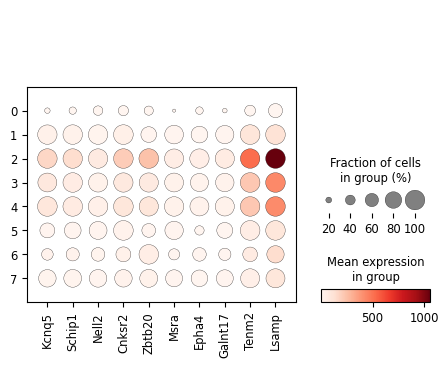 0
1
2
3
4
5
6
7
Kcnq5
Schip1
Nell2
Cnksr2
Zbtb20
Msra
Epha4
Galnt17
Tenm2
Lsamp
Fraction of cells
in group (%)
20 40 60 80 100
Mean expression
in group
500 1000